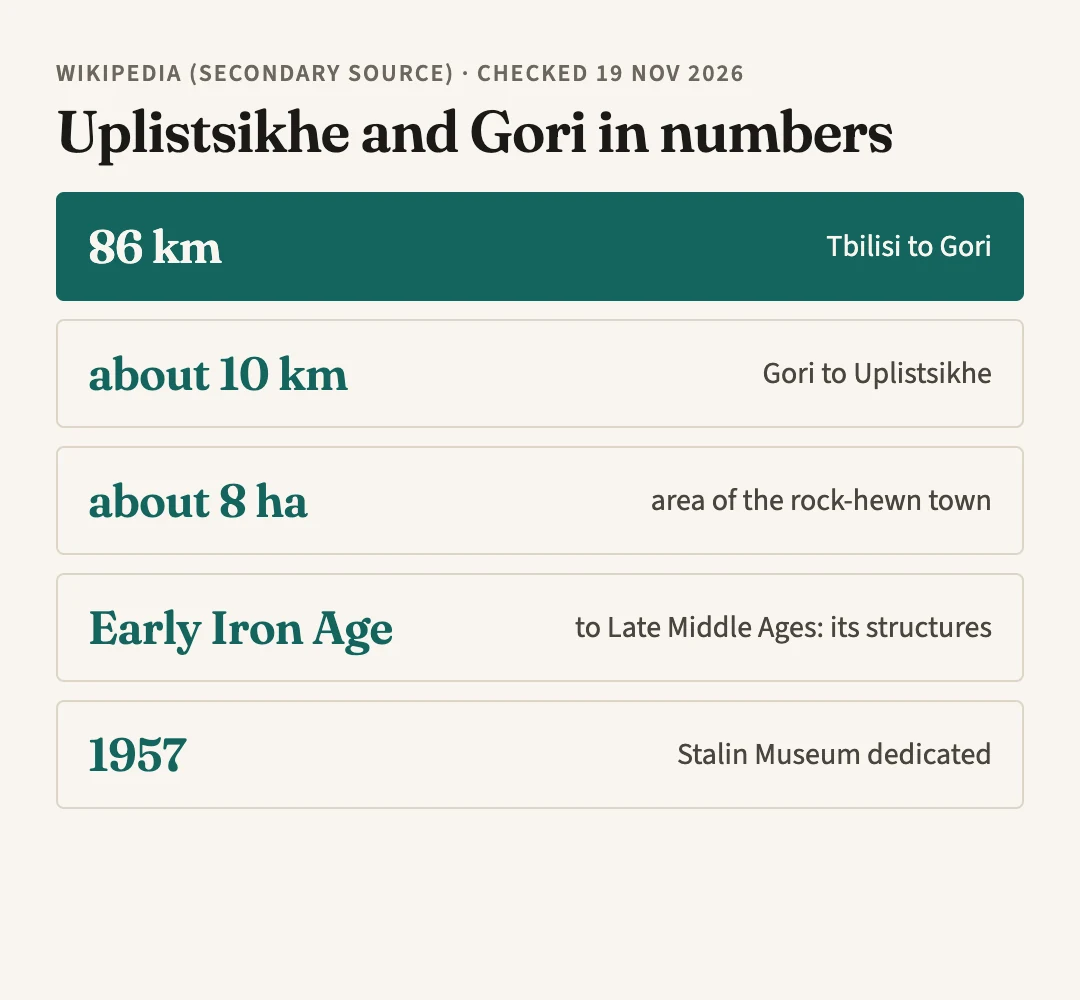 WIKIPEDIA (SECONDARY SOURCE) · CHECKED 19 NOV 2026
Uplistsikhe and Gori in numbers
86 km Tbilisi to Gori
about 10 km Gori to Uplistsikhe
about 8 ha area of the rock-hewn town
Early Iron Age to Late Middle Ages: its structures
1957 Stalin Museum dedicated